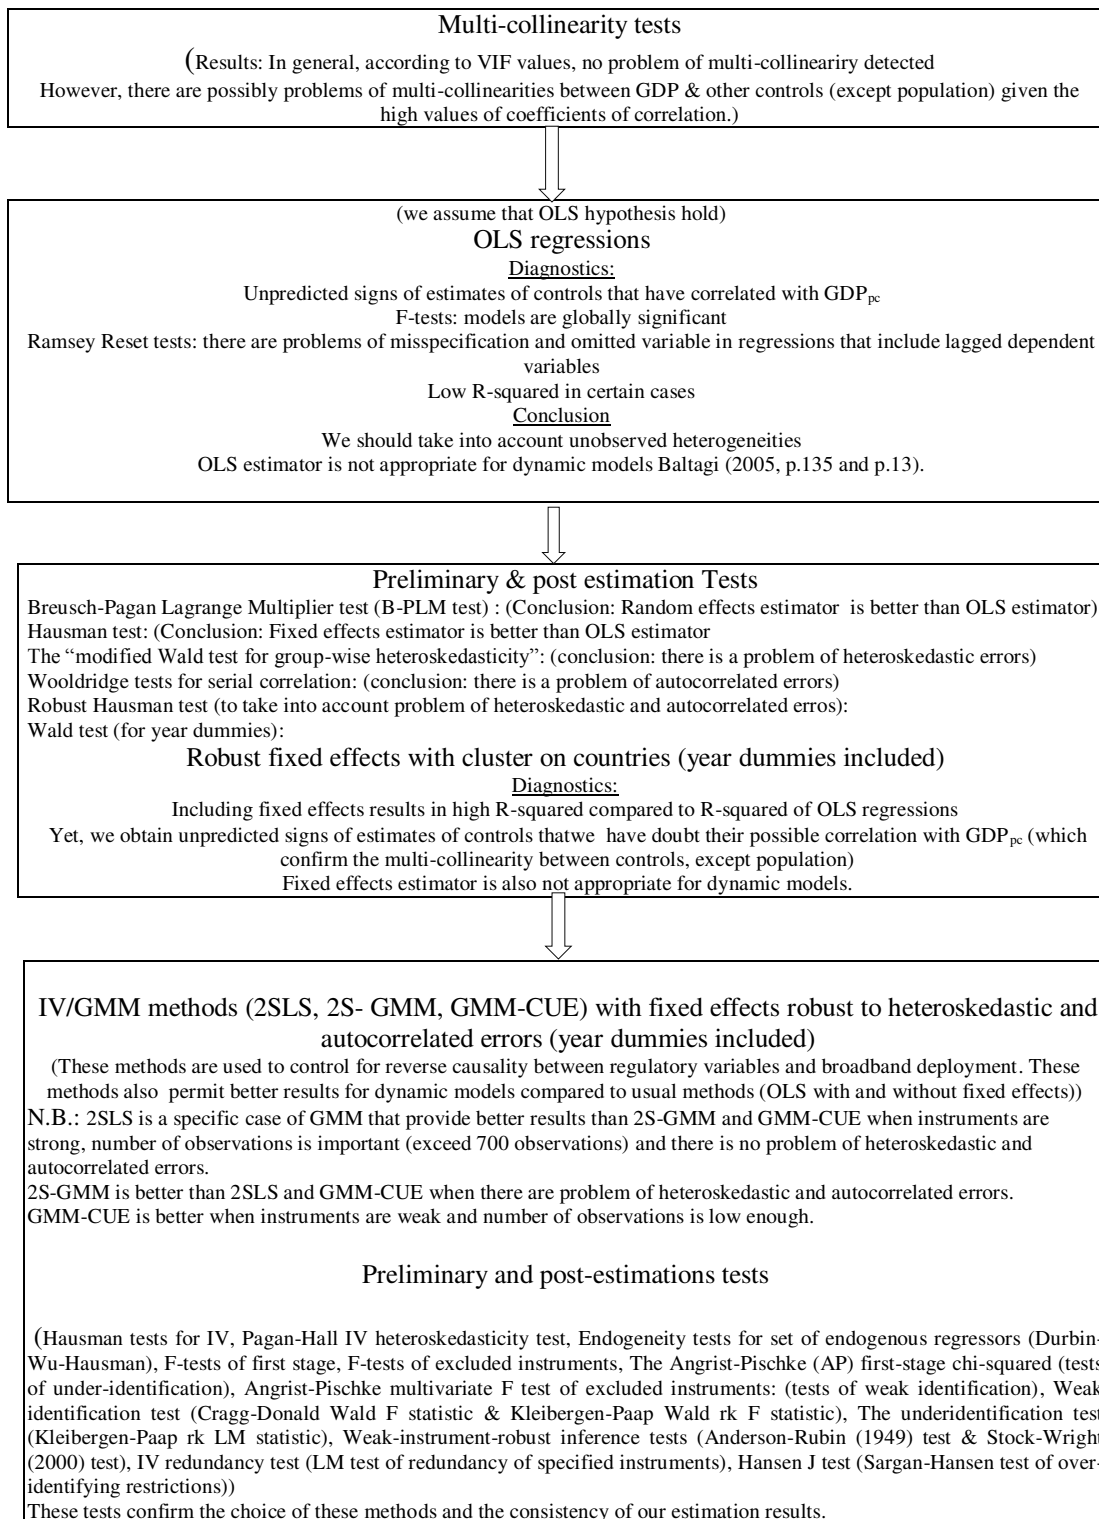 Multi-collinearity tests
(Results: In general, according to VIF values, no problem of multi-collineariry detected
However, there are possibly problems of multi-collinearities between GDP & other controls (except population) given the
high values of coefficients of correlation.)
(we assume that OLS hypothesis hold)
OLS regressions
Diagnostics:
Unpredicted signs of estimates of controls that have correlated with GDPpc
F-tests: models are globally significant
Ramsey Reset tests: there are problems of misspecification and omitted variable in regressions that include lagged dependent
variables
Low R-squared in certain cases
Conclusion
We should take into account unobserved heterogeneities
OLS estimator is not appropriate for dynamic models Baltagi (2005, p.135 and p.13).
Preliminary & post estimation Tests
Breusch-Pagan Lagrange Multiplier test (B-PLM test) : (Conclusion: Random effects estimator is better than OLS estimator)
Hausman test: (Conclusion: Fixed effects estimator is better than OLS estimator
The “modified Wald test for group-wise heteroskedasticity”: (conclusion: there is a problem of heteroskedastic errors)
Wooldridge tests for serial correlation: (conclusion: there is a problem of autocorrelated errors)
Robust Hausman test (to take into account problem of heteroskedastic and autocorrelated erros):
Wald test (for year dummies):
Robust fixed effects with cluster on countries (year dummies included)
Diagnostics:
Including fixed effects results in high R-squared compared to R-squared of OLS regressions
Yet, we obtain unpredicted signs of estimates of controls thatwe have doubt their possible correlation with GDPpc (which
confirm the multi-collinearity between controls, except population)
Fixed effects estimator is also not appropriate for dynamic models.
IV/GMM methods (2SLS, 2S- GMM, GMM-CUE) with fixed effects robust to heteroskedastic and
autocorrelated errors (year dummies included)
(These methods are used to control for reverse causality between regulatory variables and broadband deployment. These
methods also permit better results for dynamic models compared to usual methods (OLS with and without fixed effects))
N.B.: 2SLS is a specific case of GMM that provide better results than 2S-GMM and GMM-CUE when instruments are
strong, number of observations is important (exceed 700 observations) and there is no problem of heteroskedastic and
autocorrelated errors.
2S-GMM is better than 2SLS and GMM-CUE when there are problem of heteroskedastic and autocorrelated errors.
GMM-CUE is better when instruments are weak and number of observations is low enough.
Preliminary and post-estimations tests
(Hausman tests for IV, Pagan-Hall IV heteroskedasticity test, Endogeneity tests for set of endogenous regressors (Durbin-
Wu-Hausman), F-tests of first stage, F-tests of excluded instruments, The Angrist-Pischke (AP) first-stage chi-squared (tests
of under-identification), Angrist-Pischke multivariate F test of excluded instruments: (tests of weak identification), Weak
identification test (Cragg-Donald Wald F statistic & Kleibergen-Paap Wald rk F statistic), The underidentification test
(Kleibergen-Paap rk LM statistic), Weak-instrument-robust inference tests (Anderson-Rubin (1949) test & Stock-Wright
(2000) test), IV redundancy test (LM test of redundancy of specified instruments), Hansen J test (Sargan-Hansen test of over-
identifying restrictions))
These tests confirm the choice of these methods and the consistency of our estimation results.